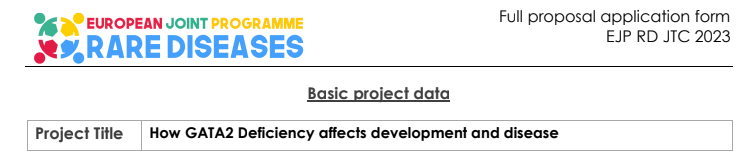 EUROPEAN JOINT PROGRAMME
RARE DISEASES
Full proposal application form
EJP RD JTC 2023
Basic project data
Project Title How GATA2 Deficiency affects development and disease